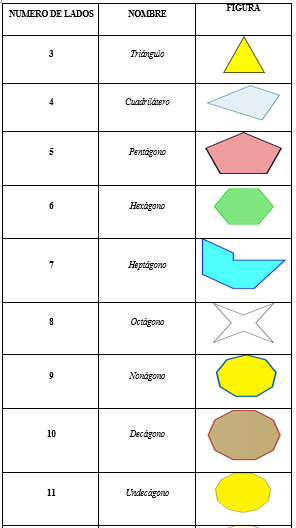 NUMERO DE LADOS NOMBRE FIGURA
3 Triángulo
4 Cuadrilátero
5 Pentágono
6 Hexágono
7 Heptágono
8 Octágono
9 Nonágono
10 Decágono
11 Undecágono